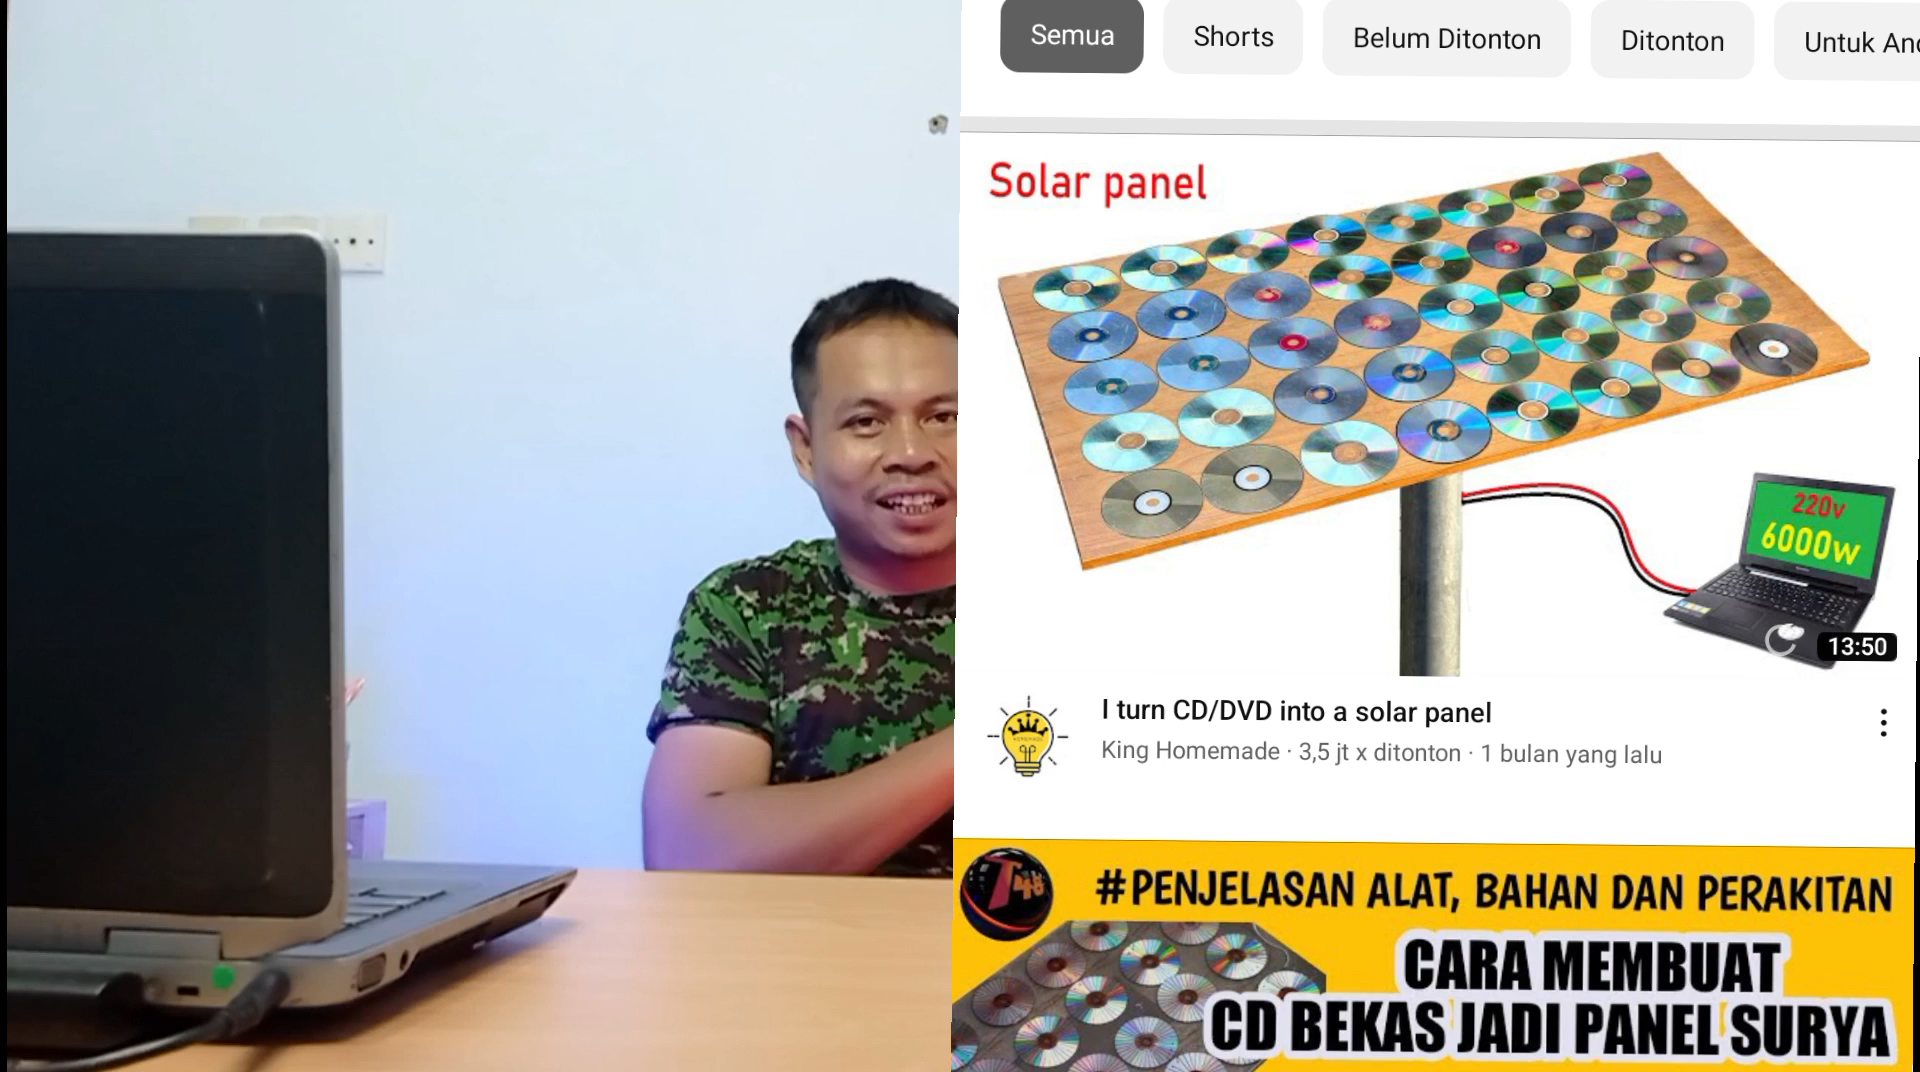 Semua
Shorts
Belum Ditonton
Ditonton
Untuk
Solar panel
220v
6000w
13:50
I turn CD/DVD into a solar panel
King Homemade · 3,5 jt x ditonton · 1 bulan yang lalu
#PENJELASAN ALAT, BAHAN DAN PERAKITAN
CARA MEMBUAT
CD BEKAS JADI PANEL SURYA